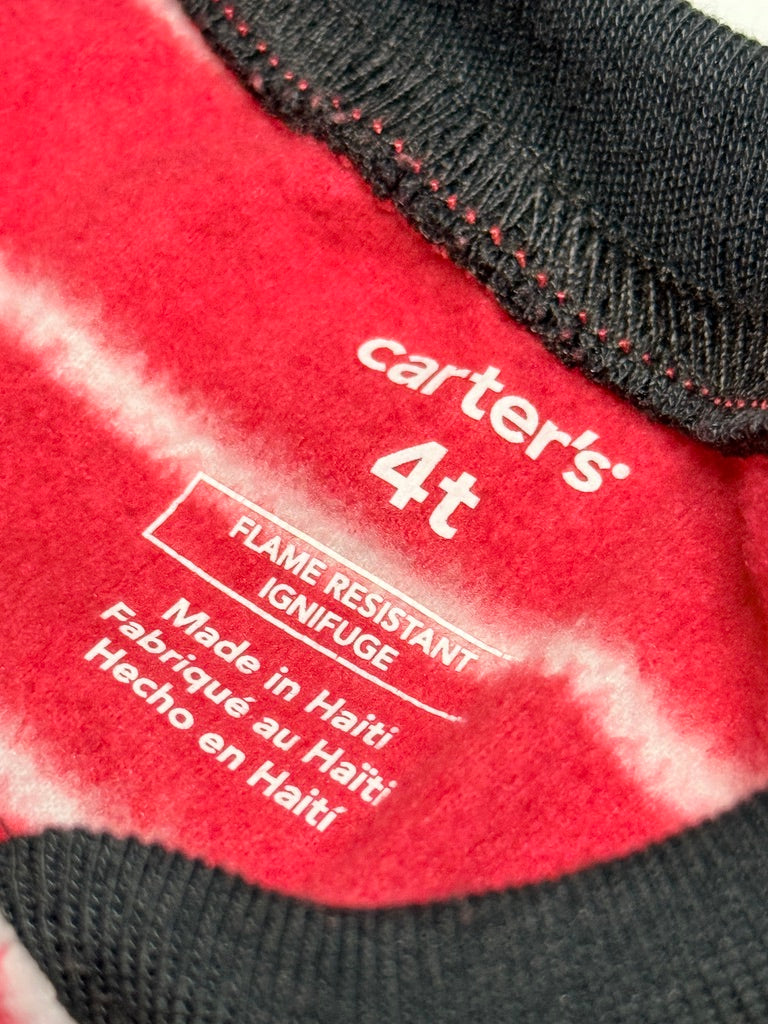 carter's
4t
FLAME RESISTANT
IGNIFUGE
Made in Haiti
Fabriqué au Haïti
Hecho en Haití